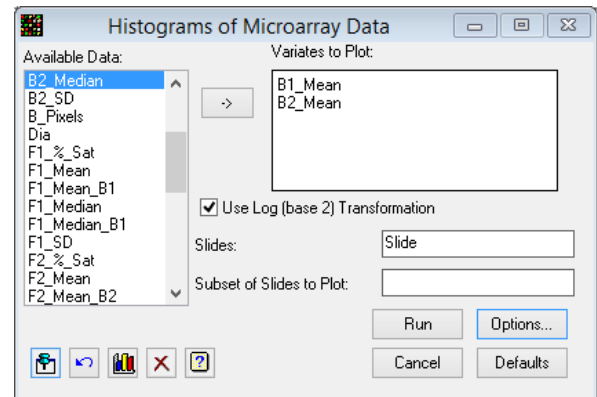 Histograms of Microarray Data
Available Data:
Variates to Plot:
B2_Median
B2_SD
B_Pixels
Dia
F1_%_Sat
F1_Mean
F1_Mean_B1
F1_Median
F1_Median_B1
F1_SD
F2_%_Sat
F2_Mean
F2_Mean_B2
->
B1_Mean
B2_Mean
Use Log (base 2) Transformation
Slides:
Slide
Subset of Slides to Plot:
Run
Options...
Cancel
Defaults